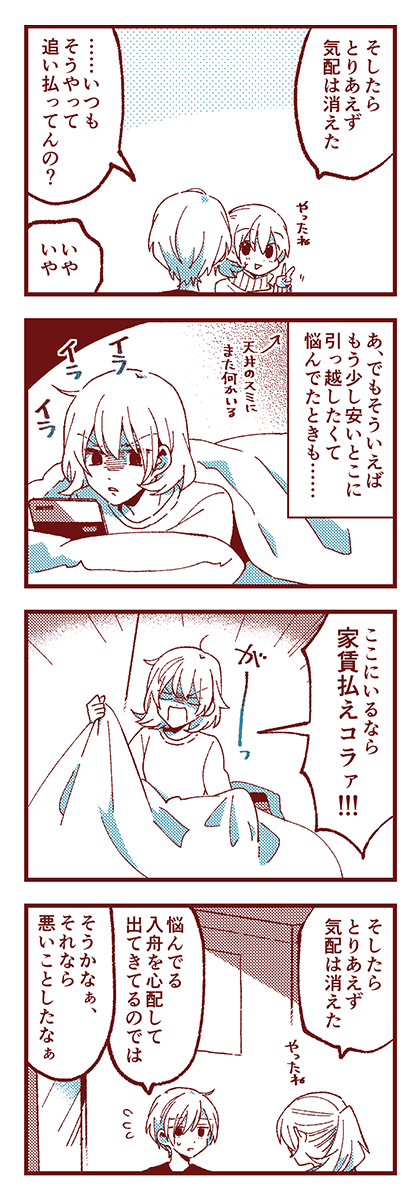 そしたら
とりあえず
気配は消えた
やったね
……いつも
そうやって
追い払ってんの？
いや
いや
あ、でもそういえば
もう少し安いとこに
引っ越したくて
悩んでたときも……
天井のスミに
また何かいる
イラ
イラ
イラ
ここにいるなら
家賃払えコラァ!!!
がーっ
そしたら
とりあえず
気配は消えた
やったね
悩んでる
入舟を心配して
出てきてるのでは
そうかなぁ、
それなら
悪いことしたなぁ